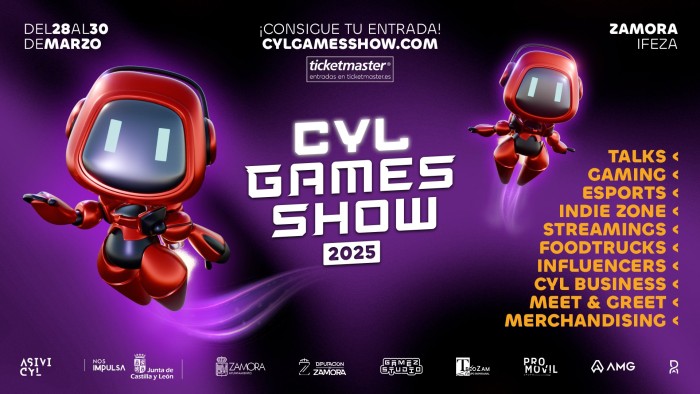 DEL28AL30
DEMARZO
¡CONSIGUE TU ENTRADA!
CYLGAMESSHOW.COM
ticketmaster®
entradas en ticketmaster.es
ZAMORA
IFEZA
CYL
GAMES
SHOW
2025
TALKS <
GAMING <
ESPORTS <
INDIE ZONE <
STREAMINGS <
FOODTRUCKS <
INFLUENCERS <
CYL BUSINESS <
MEET & GREET <
MERCHANDISING <
ASIVI
CYL
NOS
IMPULSA
Junta de
Castilla y León
ZAMORA
AYUNTAMIENTO
DIPUTACIÓN
ZAMORA
GAMEZ
STUDIO
PRO
MOVIL
AMG